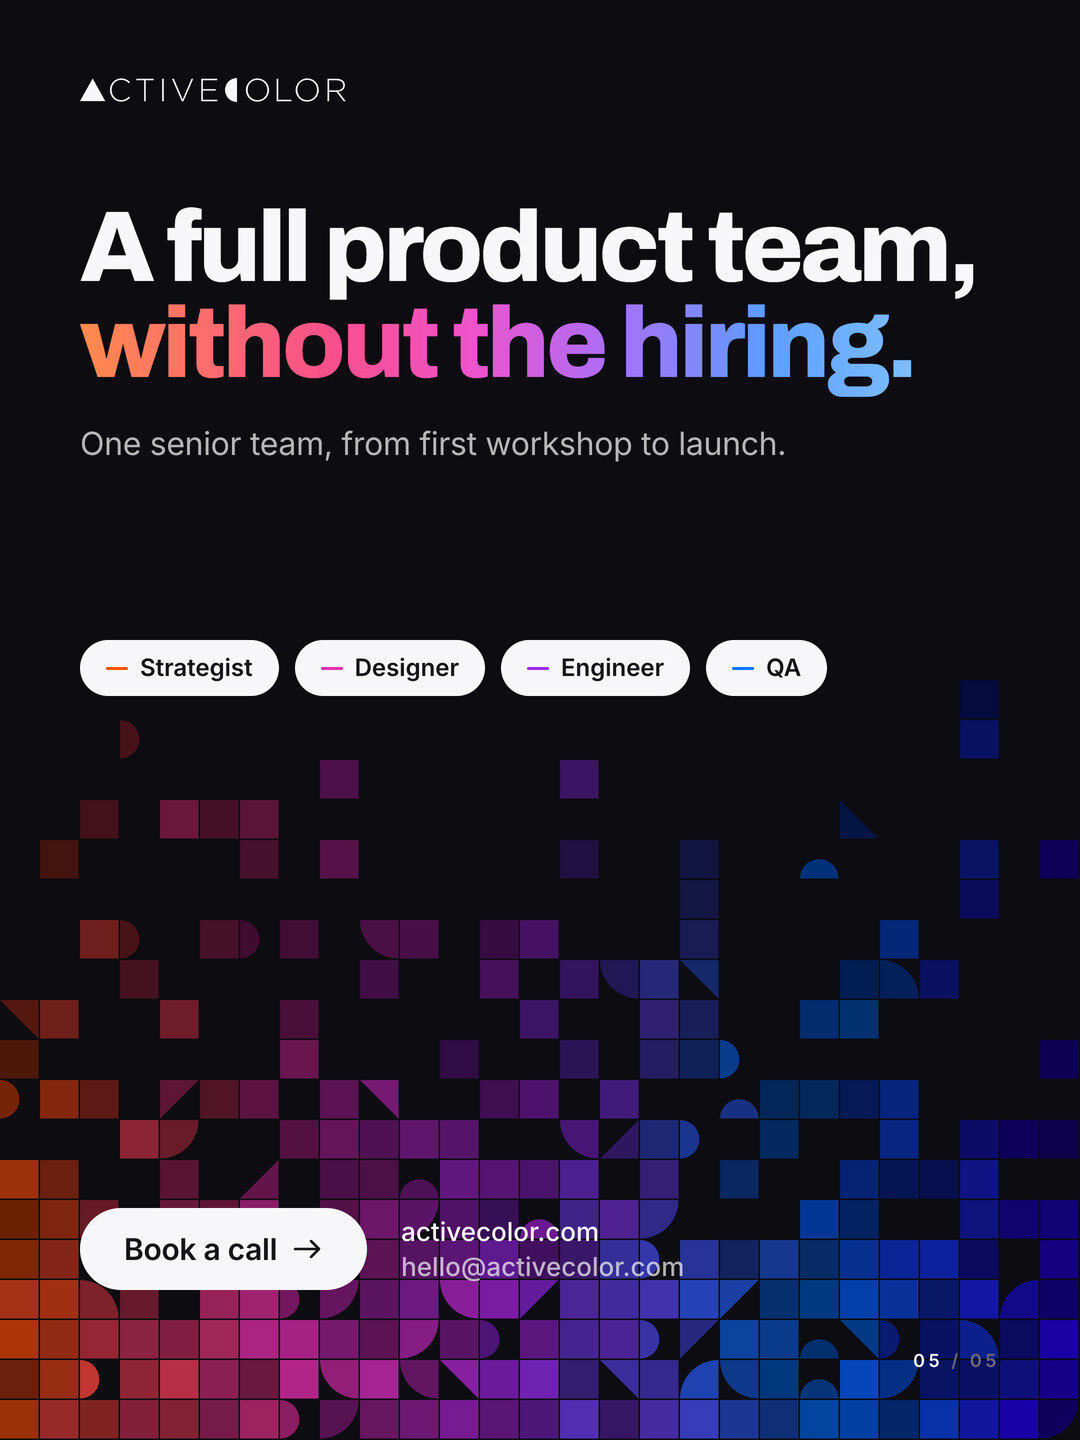 ACTIVECOLOR
A full product team,
without the hiring.
One senior team, from first workshop to launch.
Strategist Designer Engineer QA
Book a call →
activecolor.com
hello@activecolor.com
05 / 05